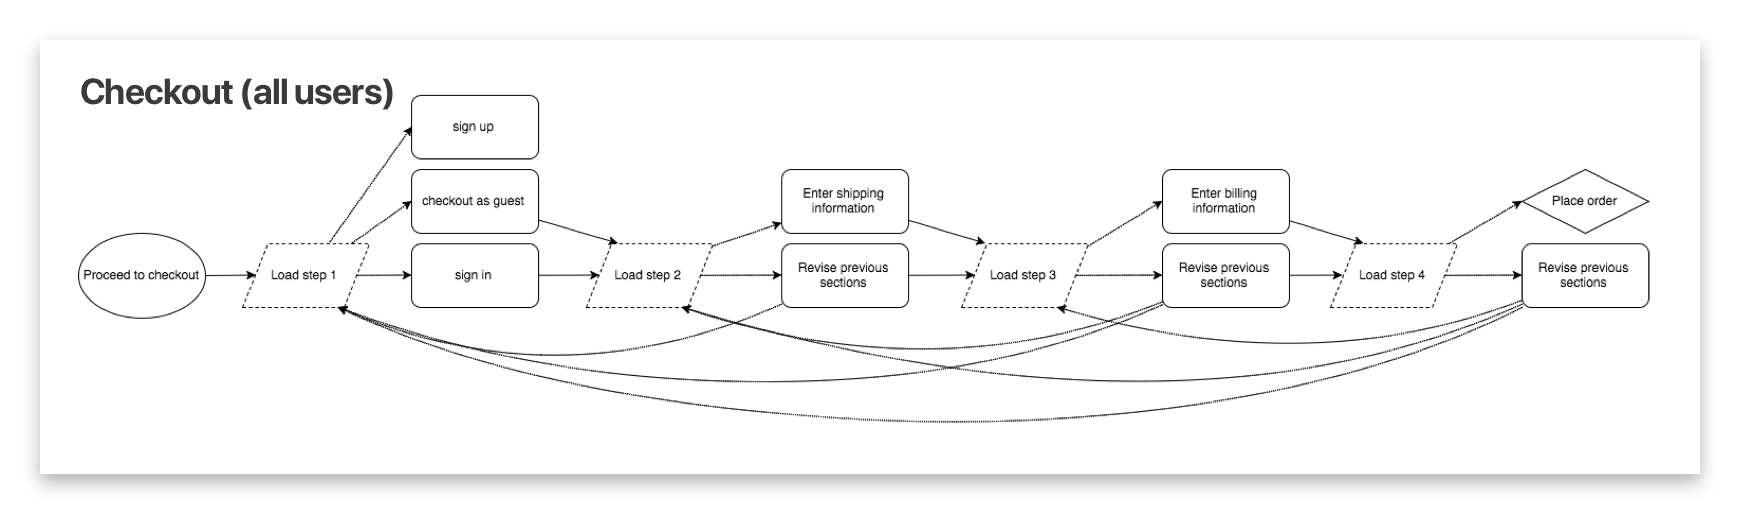 Checkout (all users)
sign up
checkout as guest
Enter shipping
information
Enter billing
information
Place order
Proceed to checkout
Load step 1
sign in
Load step 2
Revise previous
sections
Load step 3
Revise previous
sections
Load step 4
Revise previous
sections